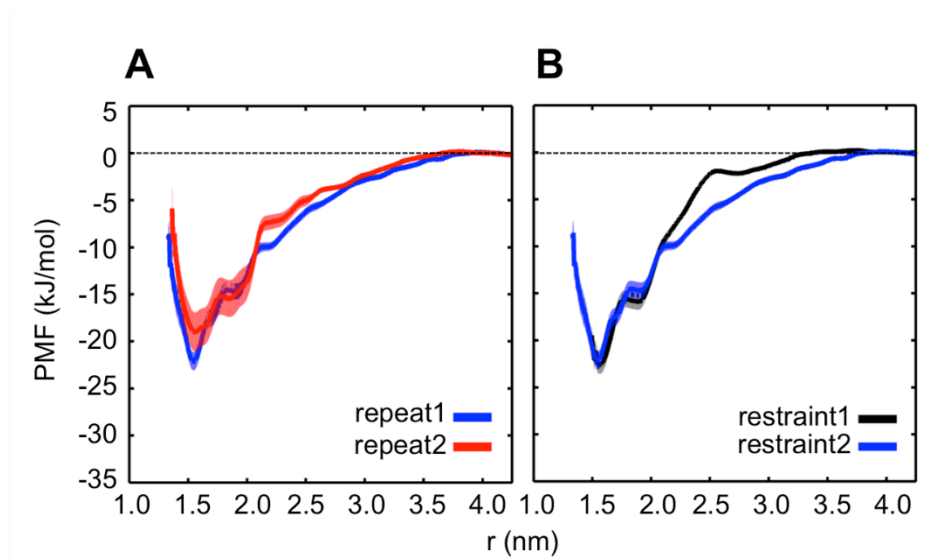 A
B
5
0
-5
-10
-15
-20
-25
-30
-35
PMF (kJ/mol)
repeat1
repeat2
restraint1
restraint2
1.0 1.5 2.0 2.5 3.0 3.5 4.0
1.0 1.5 2.0 2.5 3.0 3.5 4.0
r (nm)